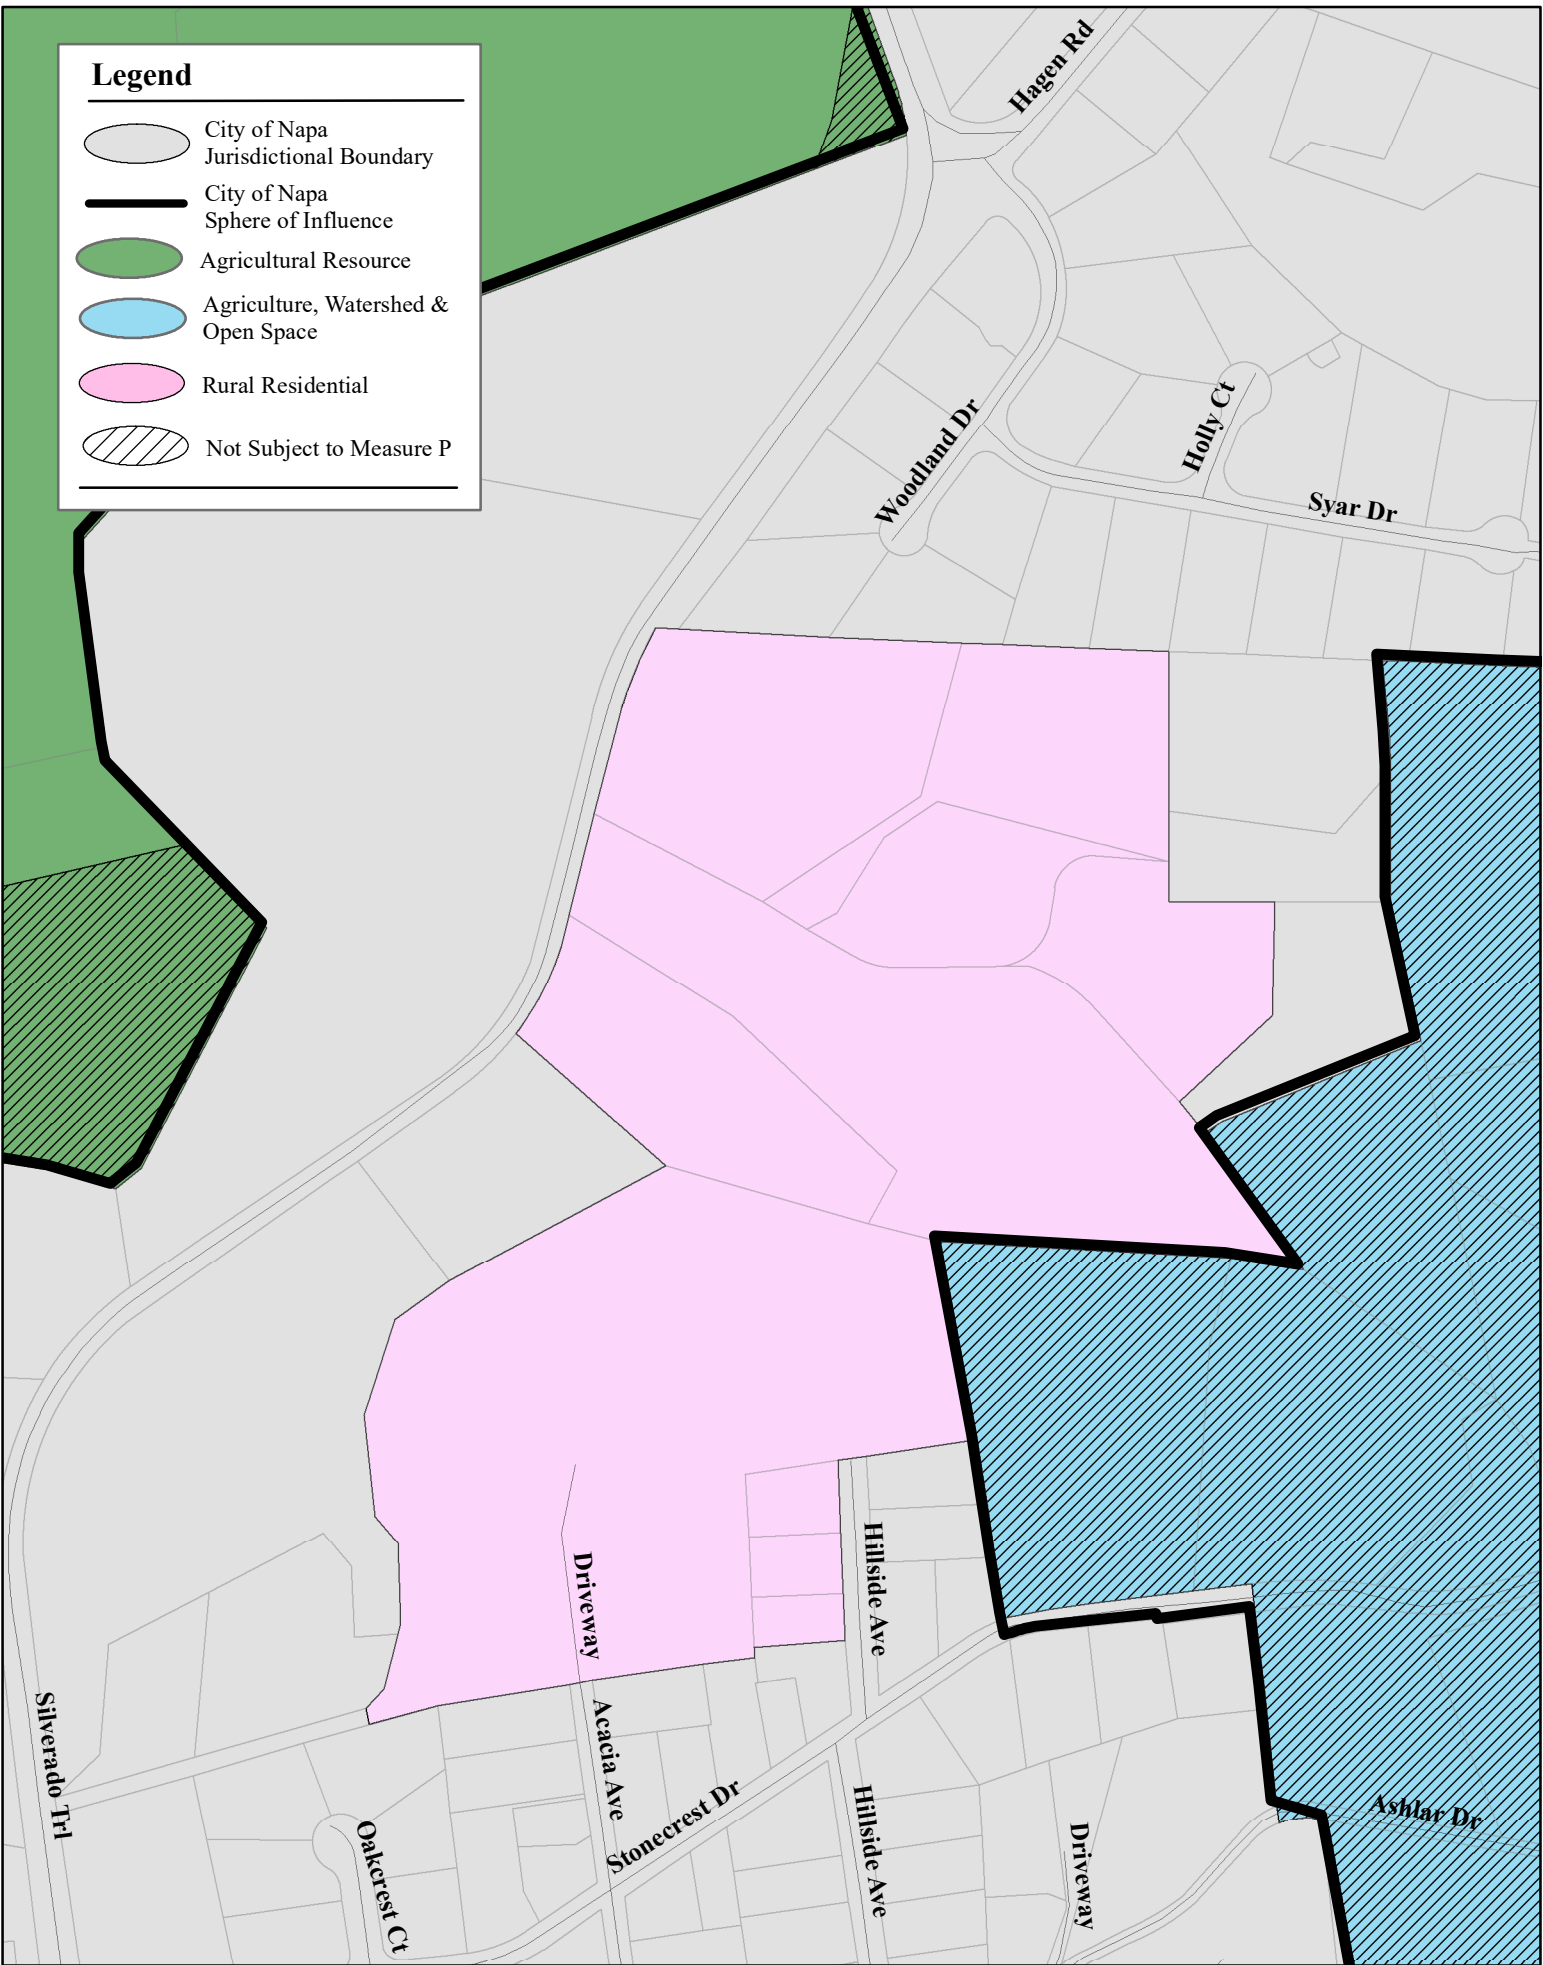 Legend
City of Napa
Jurisdictional Boundary
City of Napa
Sphere of Influence
Agricultural Resource
Agriculture, Watershed &
Open Space
Rural Residential
Not Subject to Measure P
Hagen Rd
Woodland Dr
Holly Ct
Syar Dr
Driveway
Hillside Ave
Silverado Trl
Acacia Ave
Stonecrest Dr
Oakcrest Ct
Hillside Ave
Driveway
Ashlar Dr